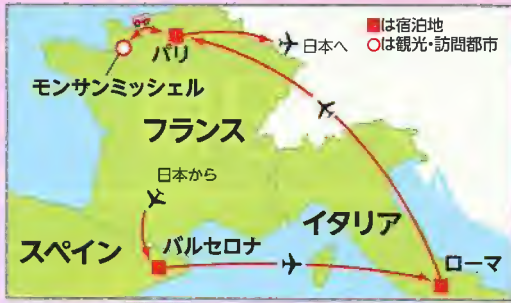 ■は宿泊地
○は観光・訪問都市
日本へ
パリ
モンサンミッシェル
フランス
日本から
イタリア
スペイン
バルセロナ
ローマ